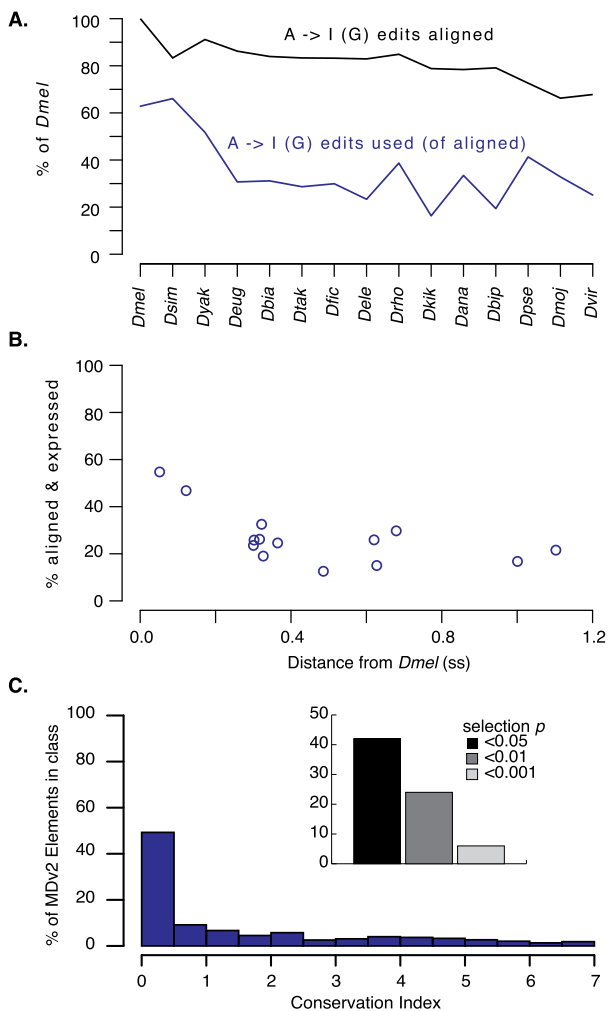 A.
% of Dmel
100
80
60
40
20
0
A -> I (G) edits aligned
A -> I (G) edits used (of aligned)
Dmel
Dsim
Dyak
Deug
Dbia
Dtak
Dfic
Dele
Drho
Dkik
Dana
Dbip
Dpse
Dmoj
Dvir
B.
% aligned & expressed
100
80
60
40
20
0
0.0 0.4 0.8 1.2
Distance from Dmel (ss)
C.
% of MDv2 Elements in class
100
80
60
40
20
0
50
40
30
20
10
0
selection p
<0.05
<0.01
<0.001
0 1 2 3 4 5 6 7
Conservation Index